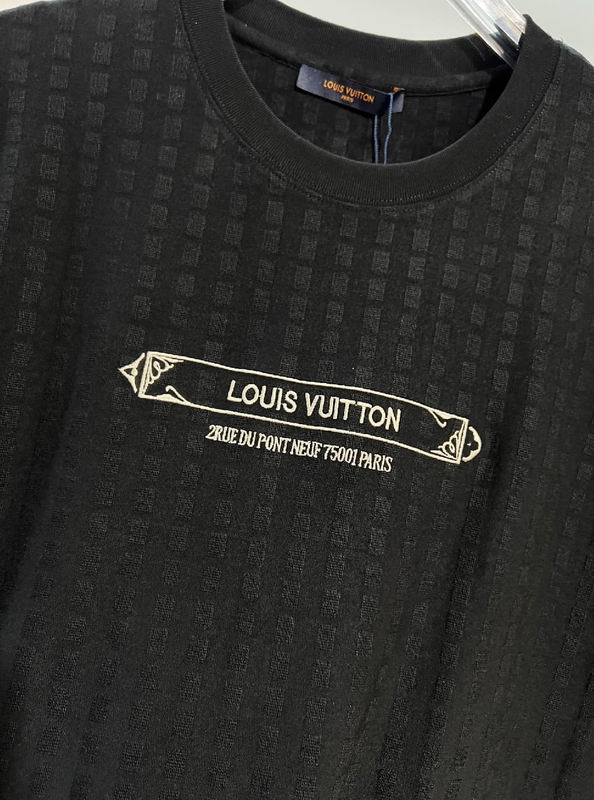 LOUIS VUITTON
PARIS
LOUIS VUITTON
2RUE DU PONT NEUF 75001 PARIS